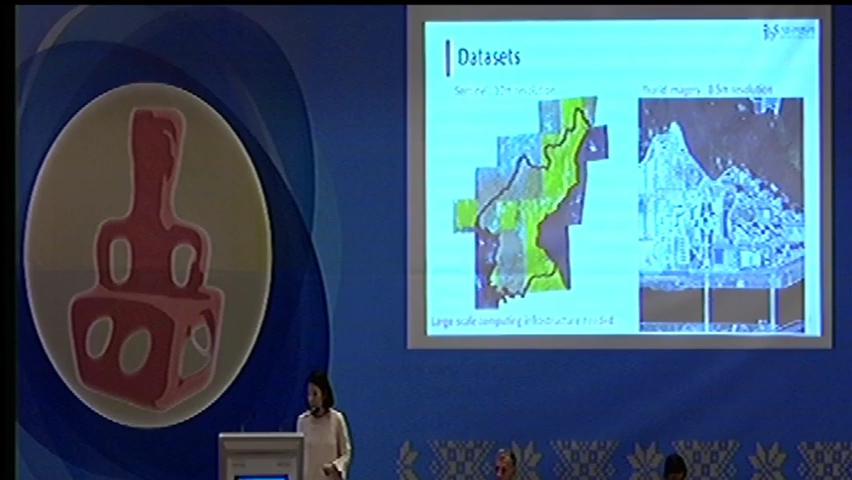 Datasets
Sentinel 10m resolution
imagery 0.5m resolution
Large scale computing infrastructure needed